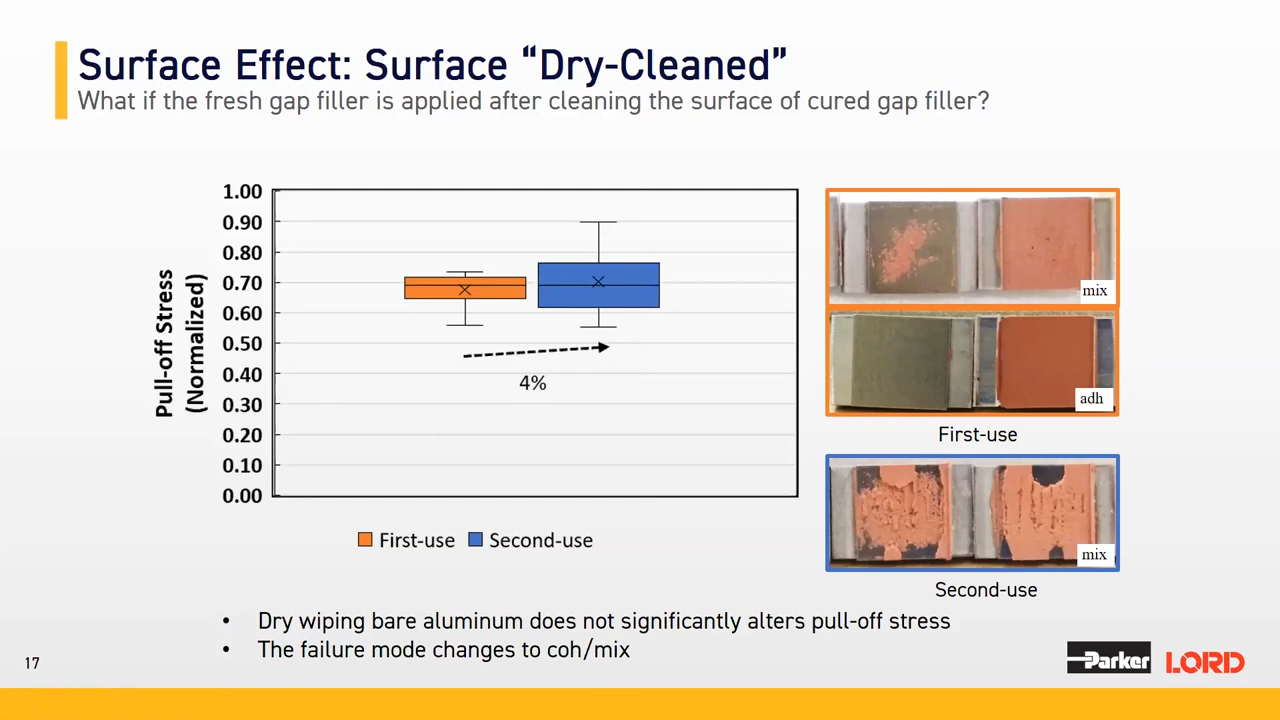 Surface Effect: Surface “Dry-Cleaned”
What if the fresh gap filler is applied after cleaning the surface of cured gap filler?
Pull-off Stress
(Normalized)
1.00
0.90
0.80
0.70
0.60
0.50
0.40
0.30
0.20
0.10
0.00
4%
First-use
Second-use
mix
adh
First-use
mix
Second-use
• Dry wiping bare aluminum does not significantly alters pull-off stress
• The failure mode changes to coh/mix
17
Parker
LORD